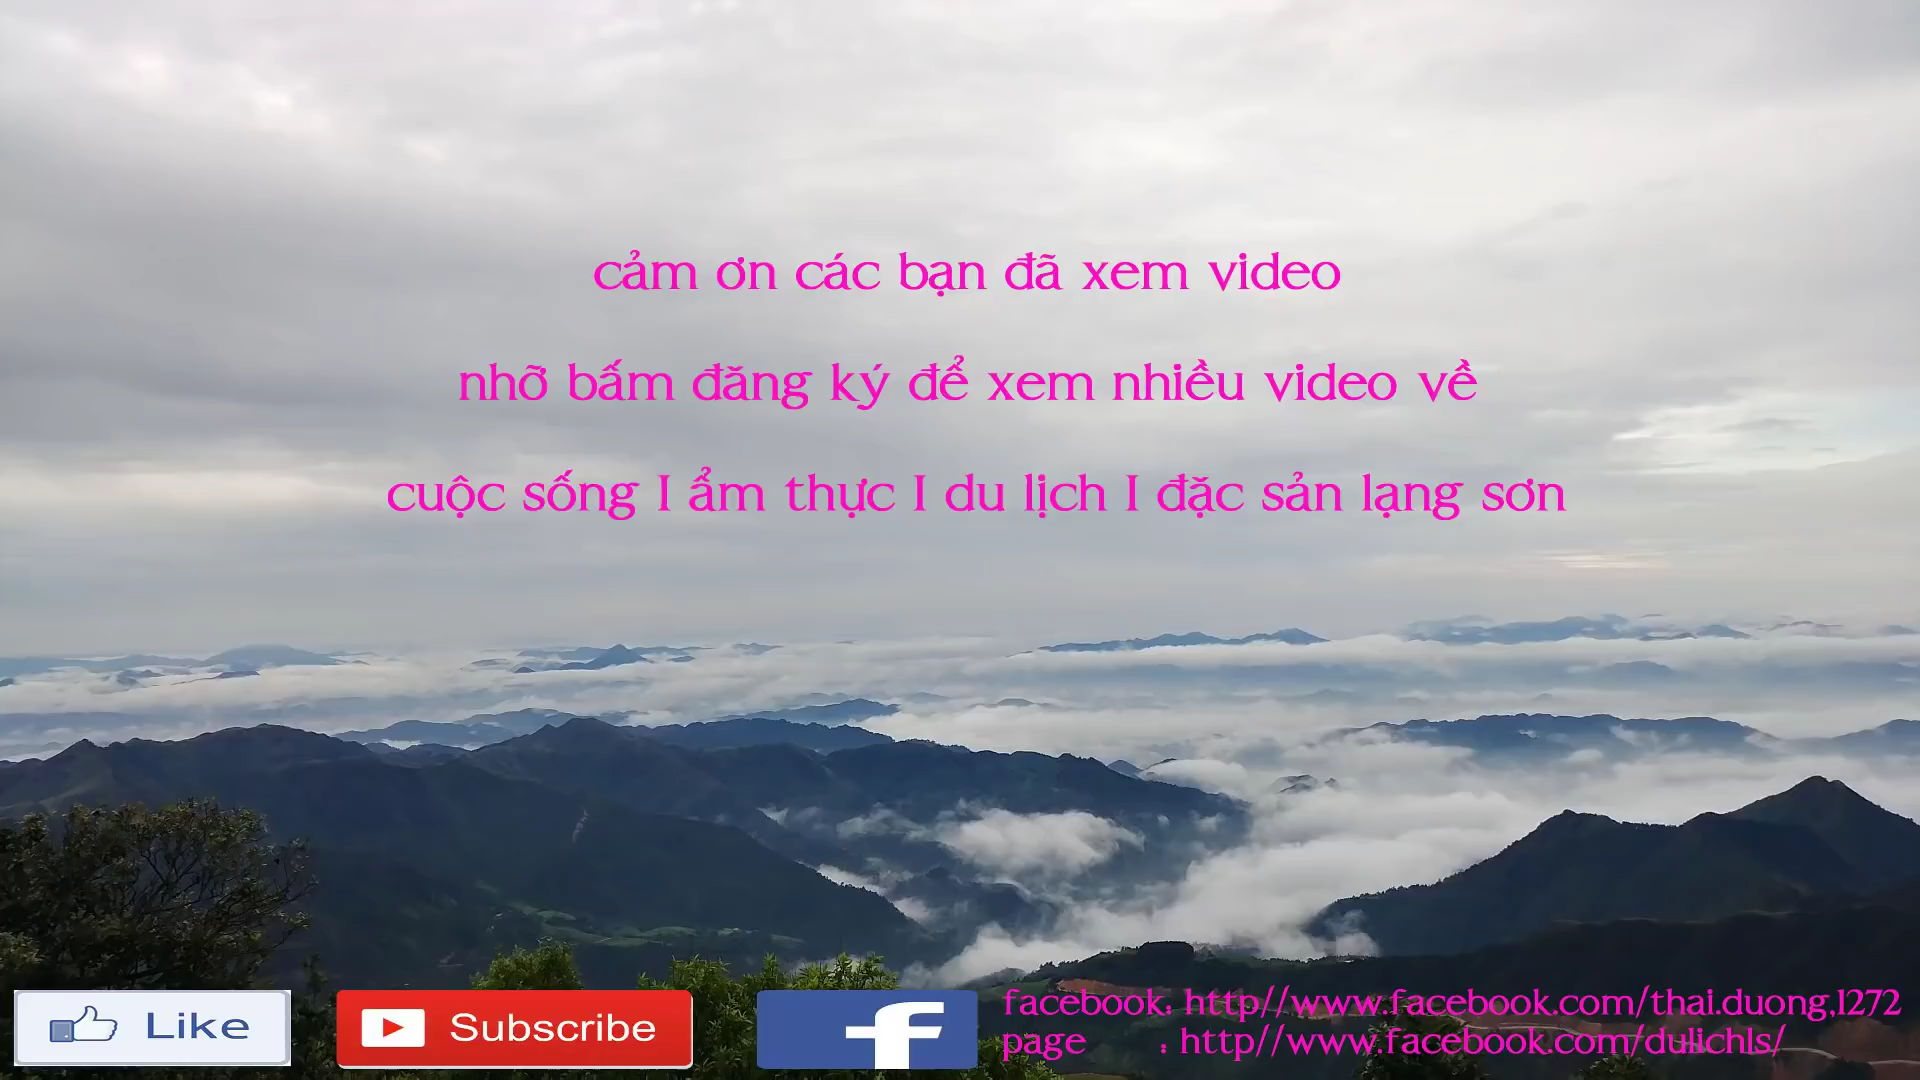 cảm ơn các bạn đã xem video
nhỡ bấm đăng ký để xem nhiều video về
cuộc sống I ẩm thực I du lịch I đặc sản lạng sơn
Like
Subscribe
f
facebook: http//www.facebook.com/thai.duong,1272
page : http//www.facebook.com/dulichls/